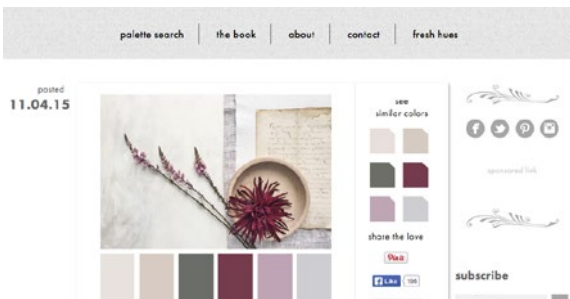 palette search
the book
about
contact
fresh hues
posted
11.04.15
see
similar colors
share the love
Pin it
Like
196
sponsored link
subscribe